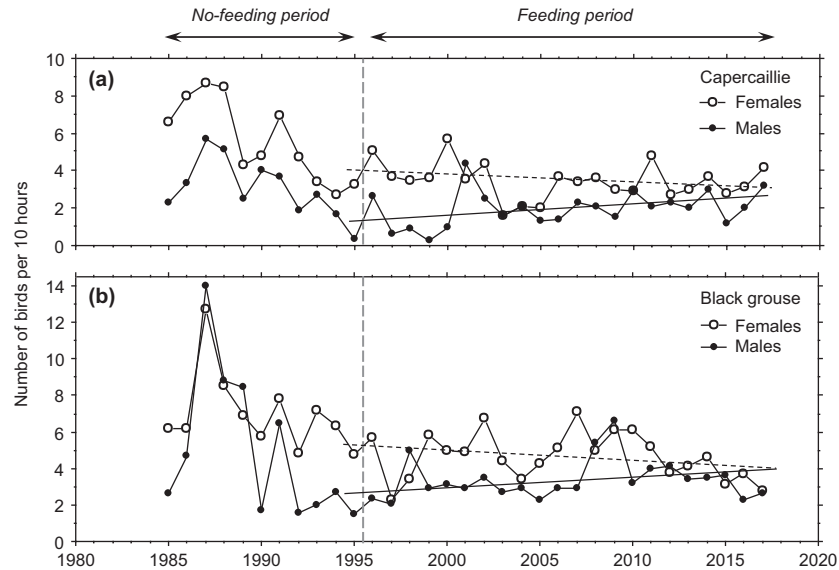 No-feeding period Feeding period
10
8
6
4
2
0
(a)
Capercaillie
Females
Males
Number of birds per 10 hours
14
12
10
8
6
4
2
0
(b)
Black grouse
Females
Males
1980 1985 1990 1995 2000 2005 2010 2015 2020